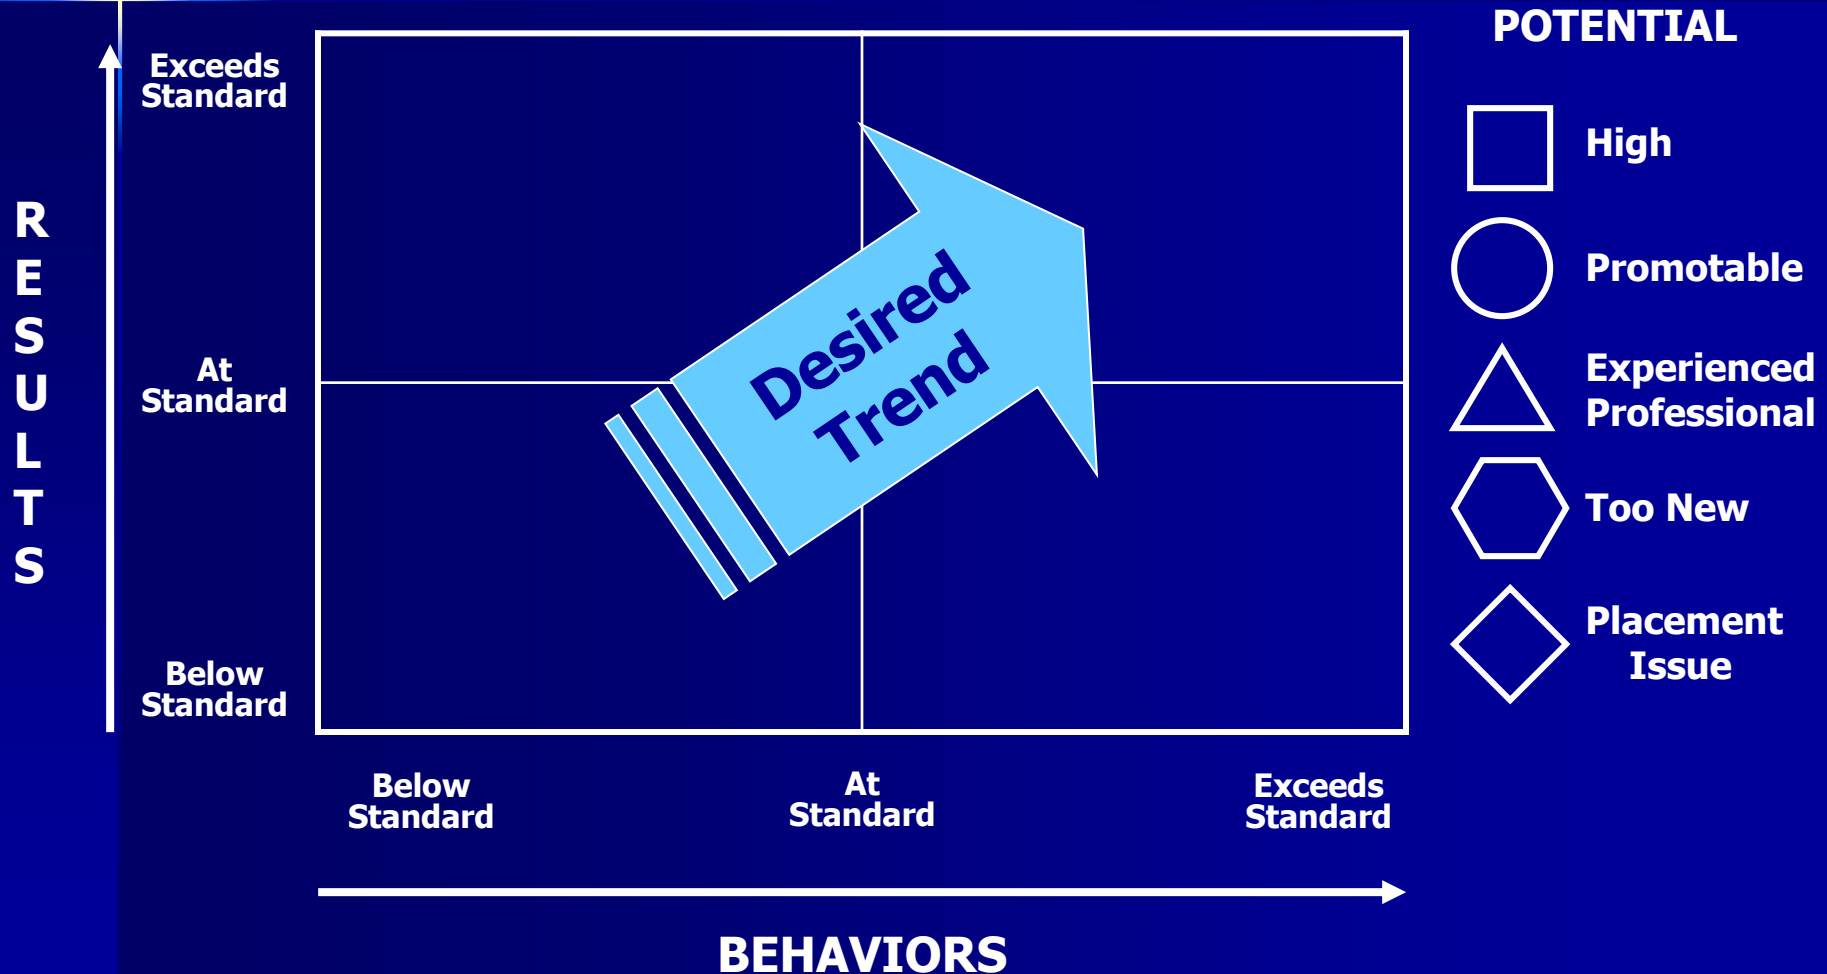 POTENTIAL
Exceeds
Standard
High
RESULTS
Promotable
Desired
Trend
At
Standard
Experienced
Professional
Too New
Below
Standard
Placement
Issue
Below
Standard
At
Standard
Exceeds
Standard
BEHAVIORS